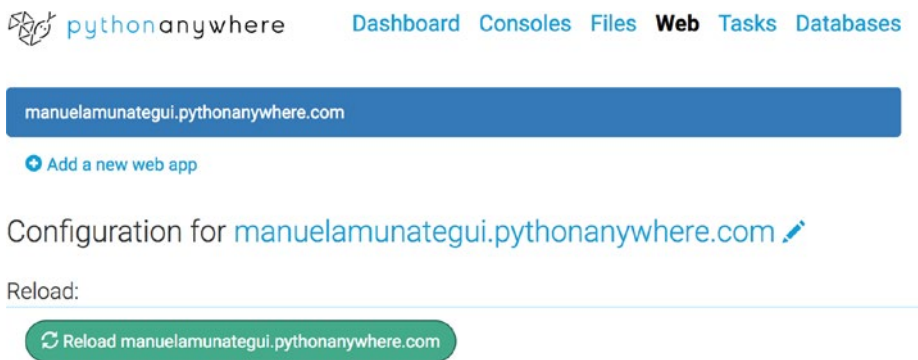 pythonanywhere Dashboard Consoles Files Web Tasks Databases
manuelamunategui.pythonanywhere.com
Add a new web app
Configuration for manuelamunategui.pythonanywhere.com
Reload:
Reload manuelamunategui.pythonanywhere.com